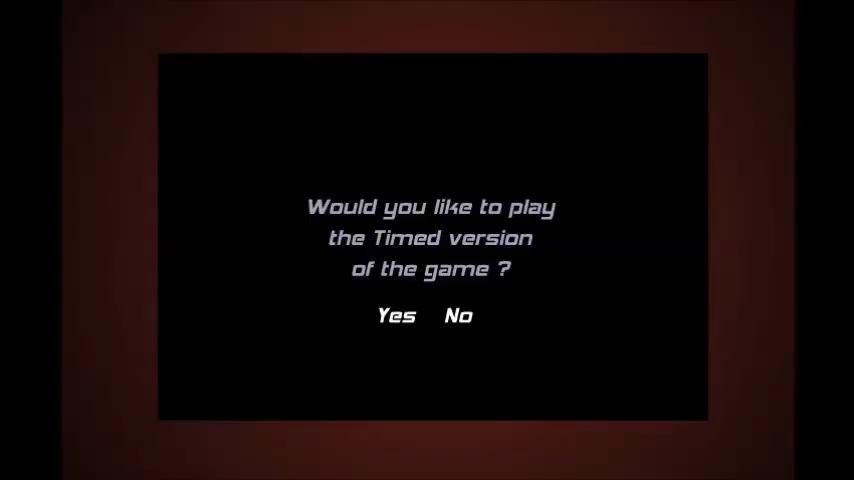 Would you like to play
the Timed version
of the game ?
Yes No